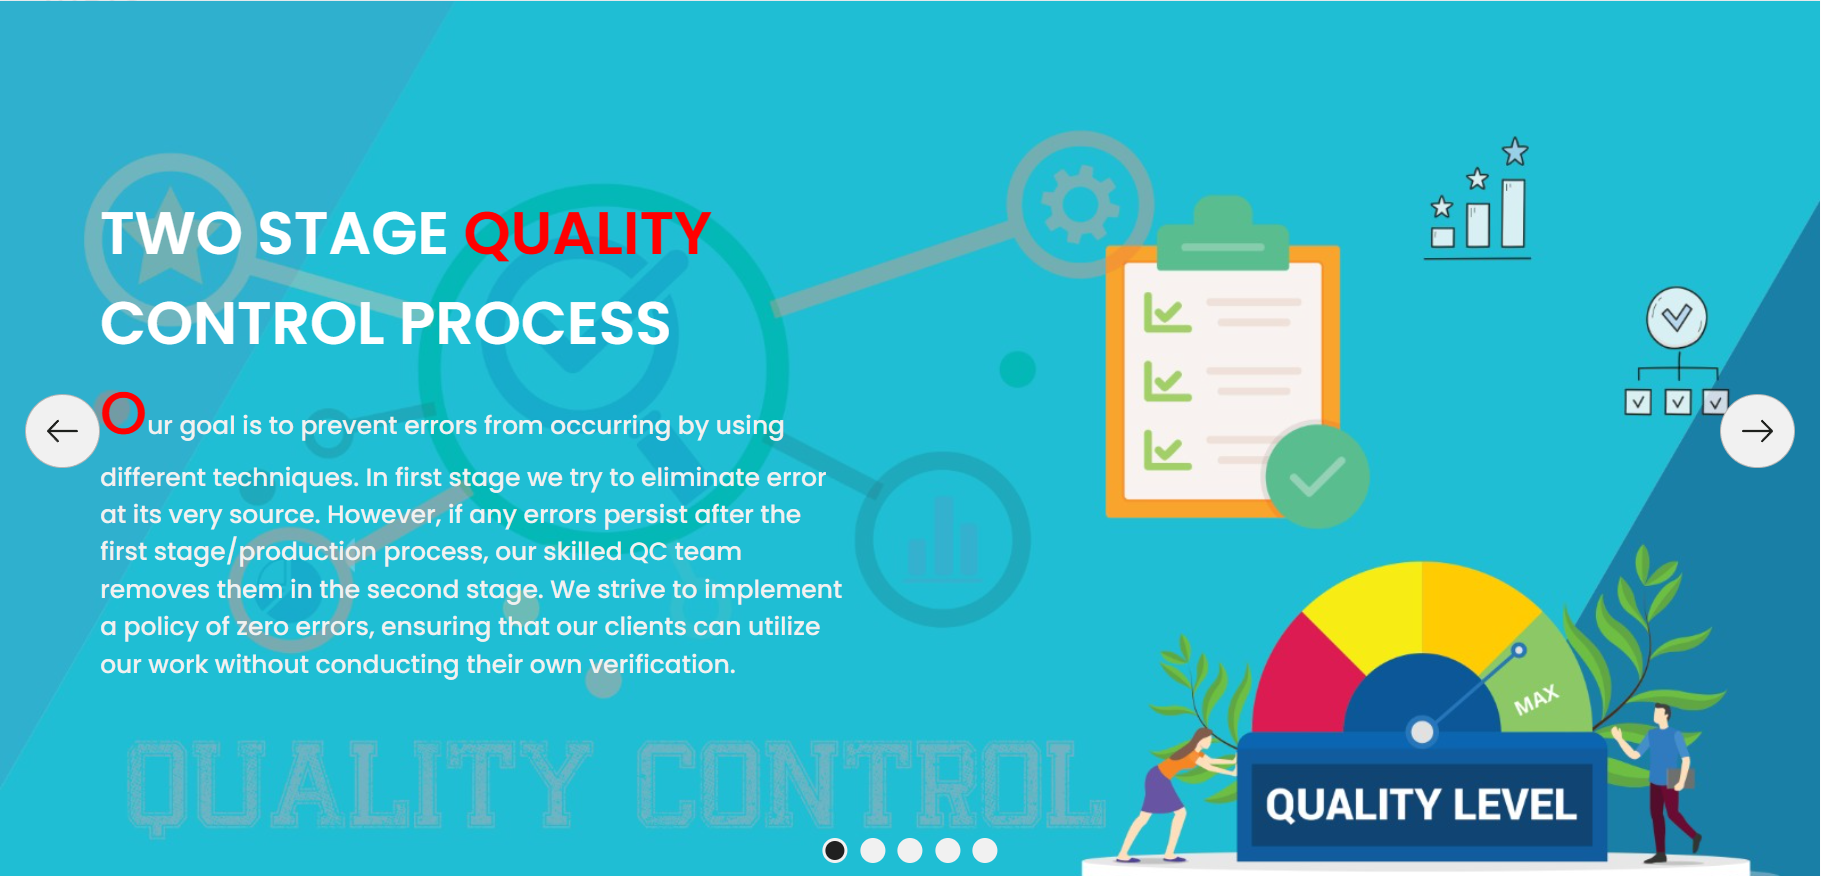 TWO STAGE QUALITY
CONTROL PROCESS
Our goal is to prevent errors from occurring by using
different techniques. In first stage we try to eliminate error
at its very source. However, if any errors persist after the
first stage/production process, our skilled QC team
removes them in the second stage. We strive to implement
a policy of zero errors, ensuring that our clients can utilize
our work without conducting their own verification.
MAX
QUALITY CONTROL
QUALITY LEVEL